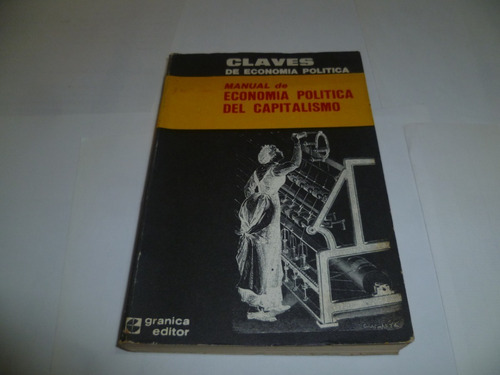 CLAVES
DE ECONOMIA POLITICA
MANUAL de
ECONOMIA POLITICA
DEL CAPITALISMO
granica
editor